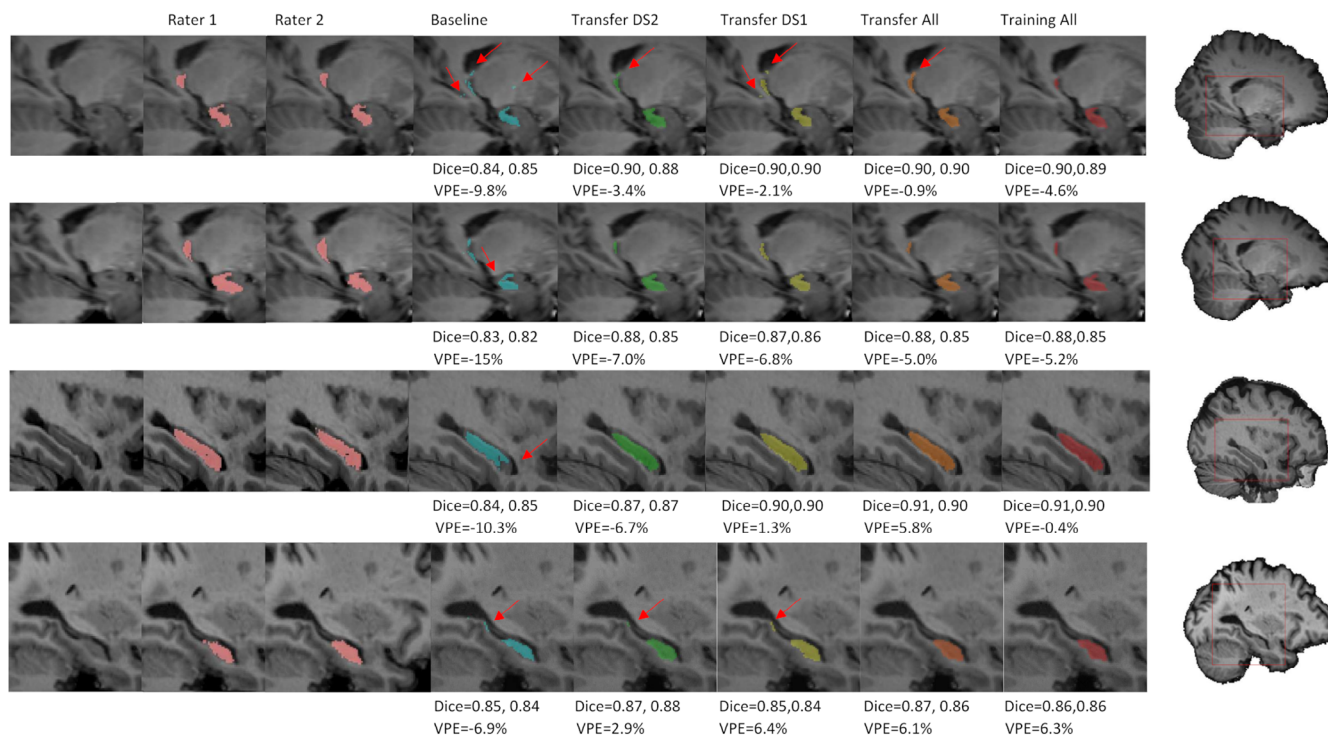 Rater 1 Rater 2 Baseline Transfer DS2 Transfer DS1 Transfer All Training All
Dice=0.84, 0.85 Dice=0.90, 0.88 Dice=0.90,0.90 Dice=0.90, 0.90 Dice=0.90,0.89
VPE=-9.8% VPE=-3.4% VPE=-2.1% VPE=-0.9% VPE=-4.6%
Dice=0.83, 0.82 Dice=0.88, 0.85 Dice=0.87,0.86 Dice=0.88, 0.85 Dice=0.88,0.85
VPE=-15% VPE=-7.0% VPE=-6.8% VPE=-5.0% VPE=-5.2%
Dice=0.84, 0.85 Dice=0.87, 0.87 Dice=0.90,0.90 Dice=0.91, 0.90 Dice=0.91,0.90
VPE=-10.3% VPE=-6.7% VPE=1.3% VPE=5.8% VPE=-0.4%
Dice=0.85, 0.84 Dice=0.87, 0.88 Dice=0.85,0.84 Dice=0.87, 0.86 Dice=0.86,0.86
VPE=-6.9% VPE=2.9% VPE=6.4% VPE=6.1% VPE=6.3%